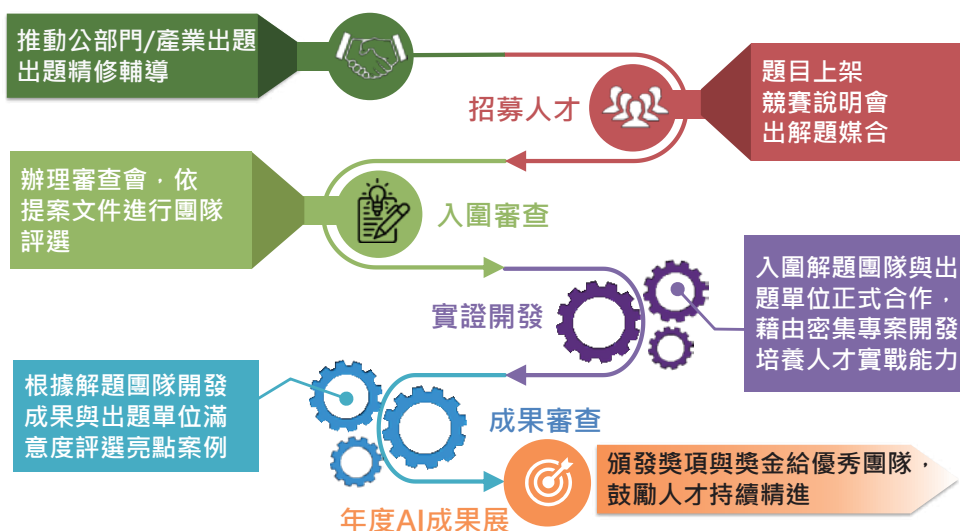 推動公部門/產業出題
出題精修輔導
招募人才
題目上架
競賽說明會
出解題媒合
辦理審查會，依
提案文件進行團隊
評選
入圍審查
實證開發
入圍解題團隊與出
題單位正式合作，
藉由密集專案開發
培養人才實戰能力
根據解題團隊開發
成果與出題單位滿
意度評選亮點案例
成果審查
年度AI成果展
頒發獎項與獎金給優秀團隊，
鼓勵人才持續精進